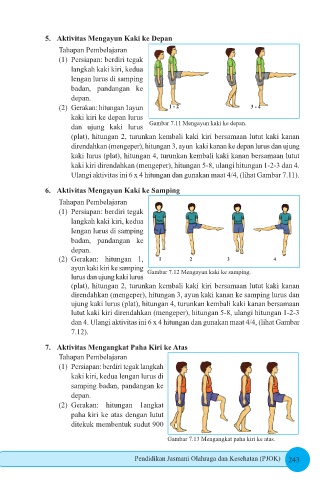 5. Aktivitas Mengayun Kaki ke Depan
Tahapan Pembelajaran
(1) Persiapan: berdiri tegak
langkah kaki kiri, kedua
lengan lurus di samping
badan, pandangan ke
depan.
(2) Gerakan: hitungan 1ayun
kaki kiri ke depan lurus
dan ujung kaki lurus
1 - 2
3 - 4
Gambar 7.11 Mengayun kaki ke depan.
(plat), hitungan 2, turunkan kembali kaki kiri bersamaan lutut kaki kanan
direndahkan (mengeper), hitungan 3, ayun kaki kanan ke depan lurus dan ujung
kaki lurus (plat), hitungan 4, turunkan kembali kaki kanan bersamaan lutut
kaki kiri direndahkan (mengeper), hitungan 5-8, ulangi hitungan 1-2-3 dan 4.
Ulangi aktivitas ini 6 x 4 hitungan dan gunakan maat 4/4, (lihat Gambar 7.11).
6. Aktivitas Mengayun Kaki ke Samping
Tahapan Pembelajaran
(1) Persiapan: berdiri tegak
langkah kaki kiri, kedua
lengan lurus di samping
badan, pandangan ke
depan.
(2) Gerakan: hitungan 1,
ayun kaki kiri ke samping
lurus dan ujung kaki lurus
1 2 3 4
Gambar 7.12 Mengayun kaki ke samping.
(plat), hitungan 2, turunkan kembali kaki kiri bersamaan lutut kaki kanan
direndahkan (mengeper), hitungan 3, ayun kaki kanan ke samping lurus dan
ujung kaki lurus (plat), hitungan 4, turunkan kembali kaki kanan bersamaan
lutut kaki kiri direndahkan (mengeper), hitungan 5-8, ulangi hitungan 1-2-3
dan 4. Ulangi aktivitas ini 6 x 4 hitungan dan gunakan maat 4/4, (lihat Gambar
7.12).
7. Aktivitas Mengangkat Paha Kiri ke Atas
Tahapan Pembelajaran
(1) Persiapan: berdiri tegak langkah
kaki kiri, kedua lengan lurus di
samping badan, pandangan ke
depan.
(2) Gerakan: hitungan 1angkat
paha kiri ke atas dengan lutut
ditekuk membentuk sudut 900
Gambar 7.13 Mengangkat paha kiri ke atas.
Pendidikan Jasmani Olahraga dan Kesehatan (PJOK) 243